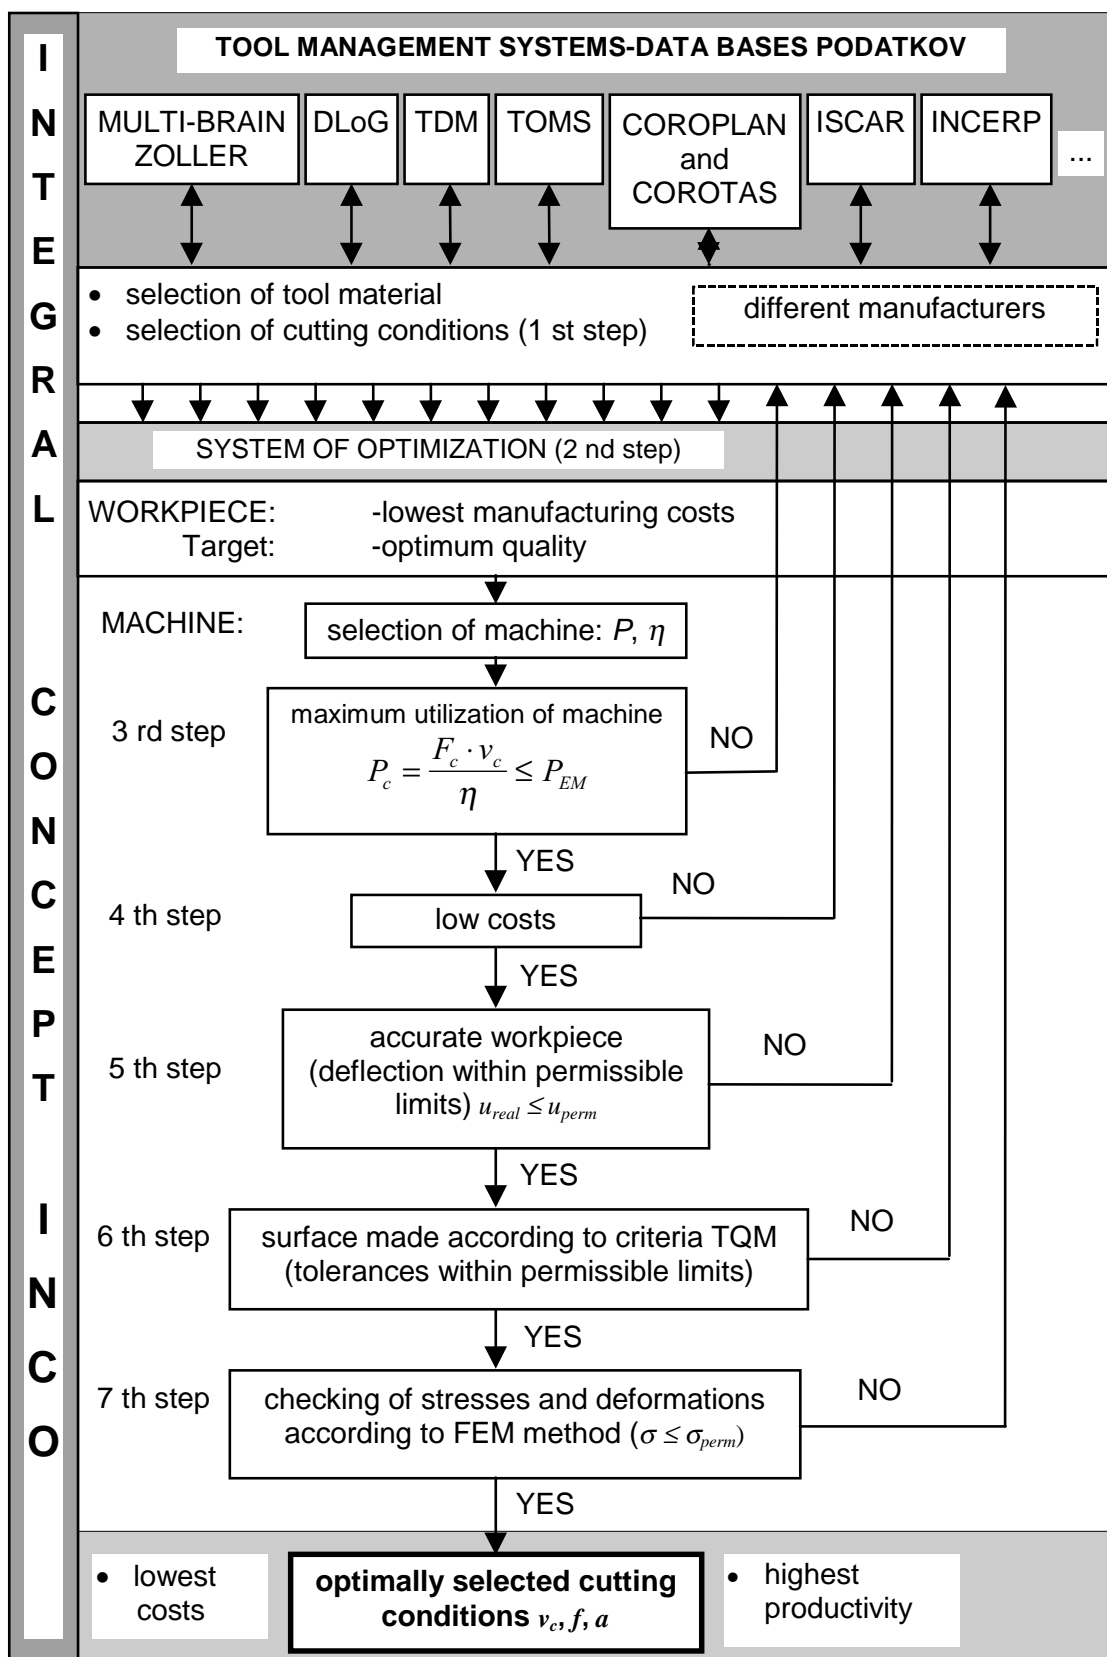 INTEGRAL CONCEPT INCO
TOOL MANAGEMENT SYSTEMS-DATA BASES PODATKOV
MULTI-BRAIN
ZOLLER
DLoG
TDM
TOMS
COROPLAN
and
COROTAS
ISCAR
INCERP
...
• selection of tool material
• selection of cutting conditions (1 st step)
different manufacturers
SYSTEM OF OPTIMIZATION (2 nd step)
WORKPIECE: -lowest manufacturing costs
Target: -optimum quality
MACHINE:
selection of machine: P, η
3 rd step
maximum utilization of machine
P_c = (F_c · v_c) / η ≤ P_EM
NO
YES
4 th step
low costs
NO
YES
5 th step
accurate workpiece
(deflection within permissible
limits) u_real ≤ u_perm
NO
YES
6 th step
surface made according to criteria TQM
(tolerances within permissible limits)
NO
YES
7 th step
checking of stresses and deformations
according to FEM method (σ ≤ σ_perm)
NO
YES
• lowest
costs
optimally selected cutting
conditions v_c, f, a
• highest
productivity